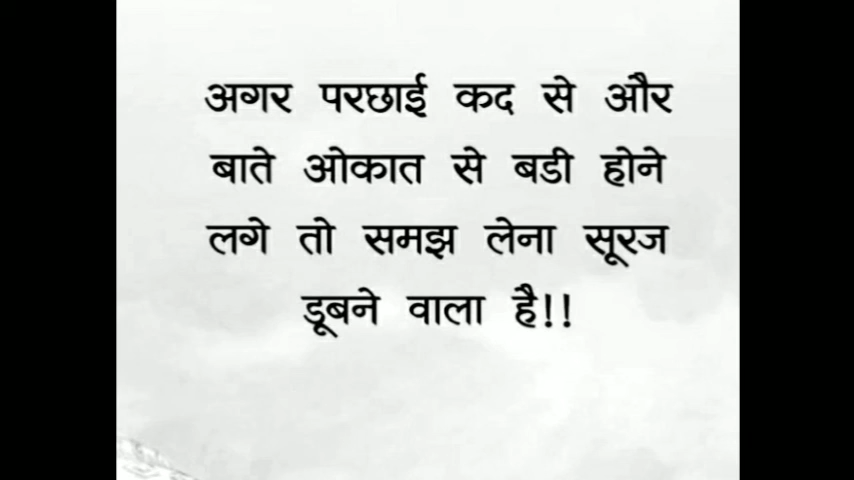 अगर परछाई कद से और
बाते ओकात से बडी होने
लगे तो समझ लेना सूरज
डूबने वाला है!!